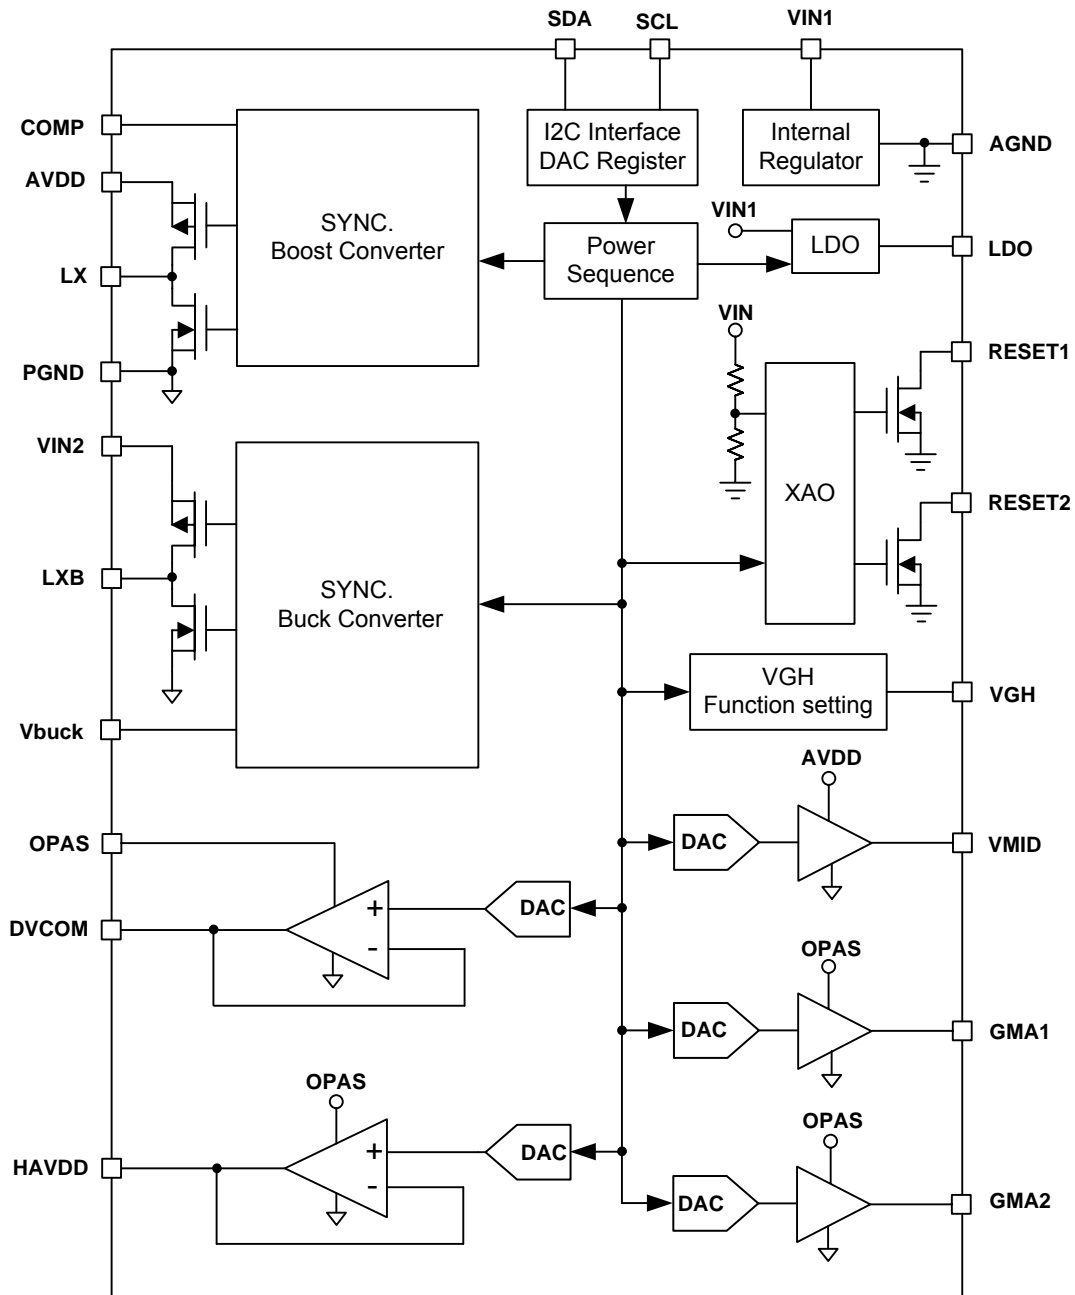 SDA
SCL
VIN1
COMP
AVDD
LX
PGND
SYNC.
Boost Converter
I2C Interface
DAC Register
Internal
Regulator
AGND
Power
Sequence
VIN1
LDO
LDO
VIN
XAO
RESET1
RESET2
VIN2
LXB
Vbuck
SYNC.
Buck Converter
VGH
Function setting
VGH
AVDD
DAC
VMID
OPAS
DVCOM
+
-
DAC
OPAS
DAC
GMA1
OPAS
HAVDD
+
-
DAC
OPAS
DAC
GMA2